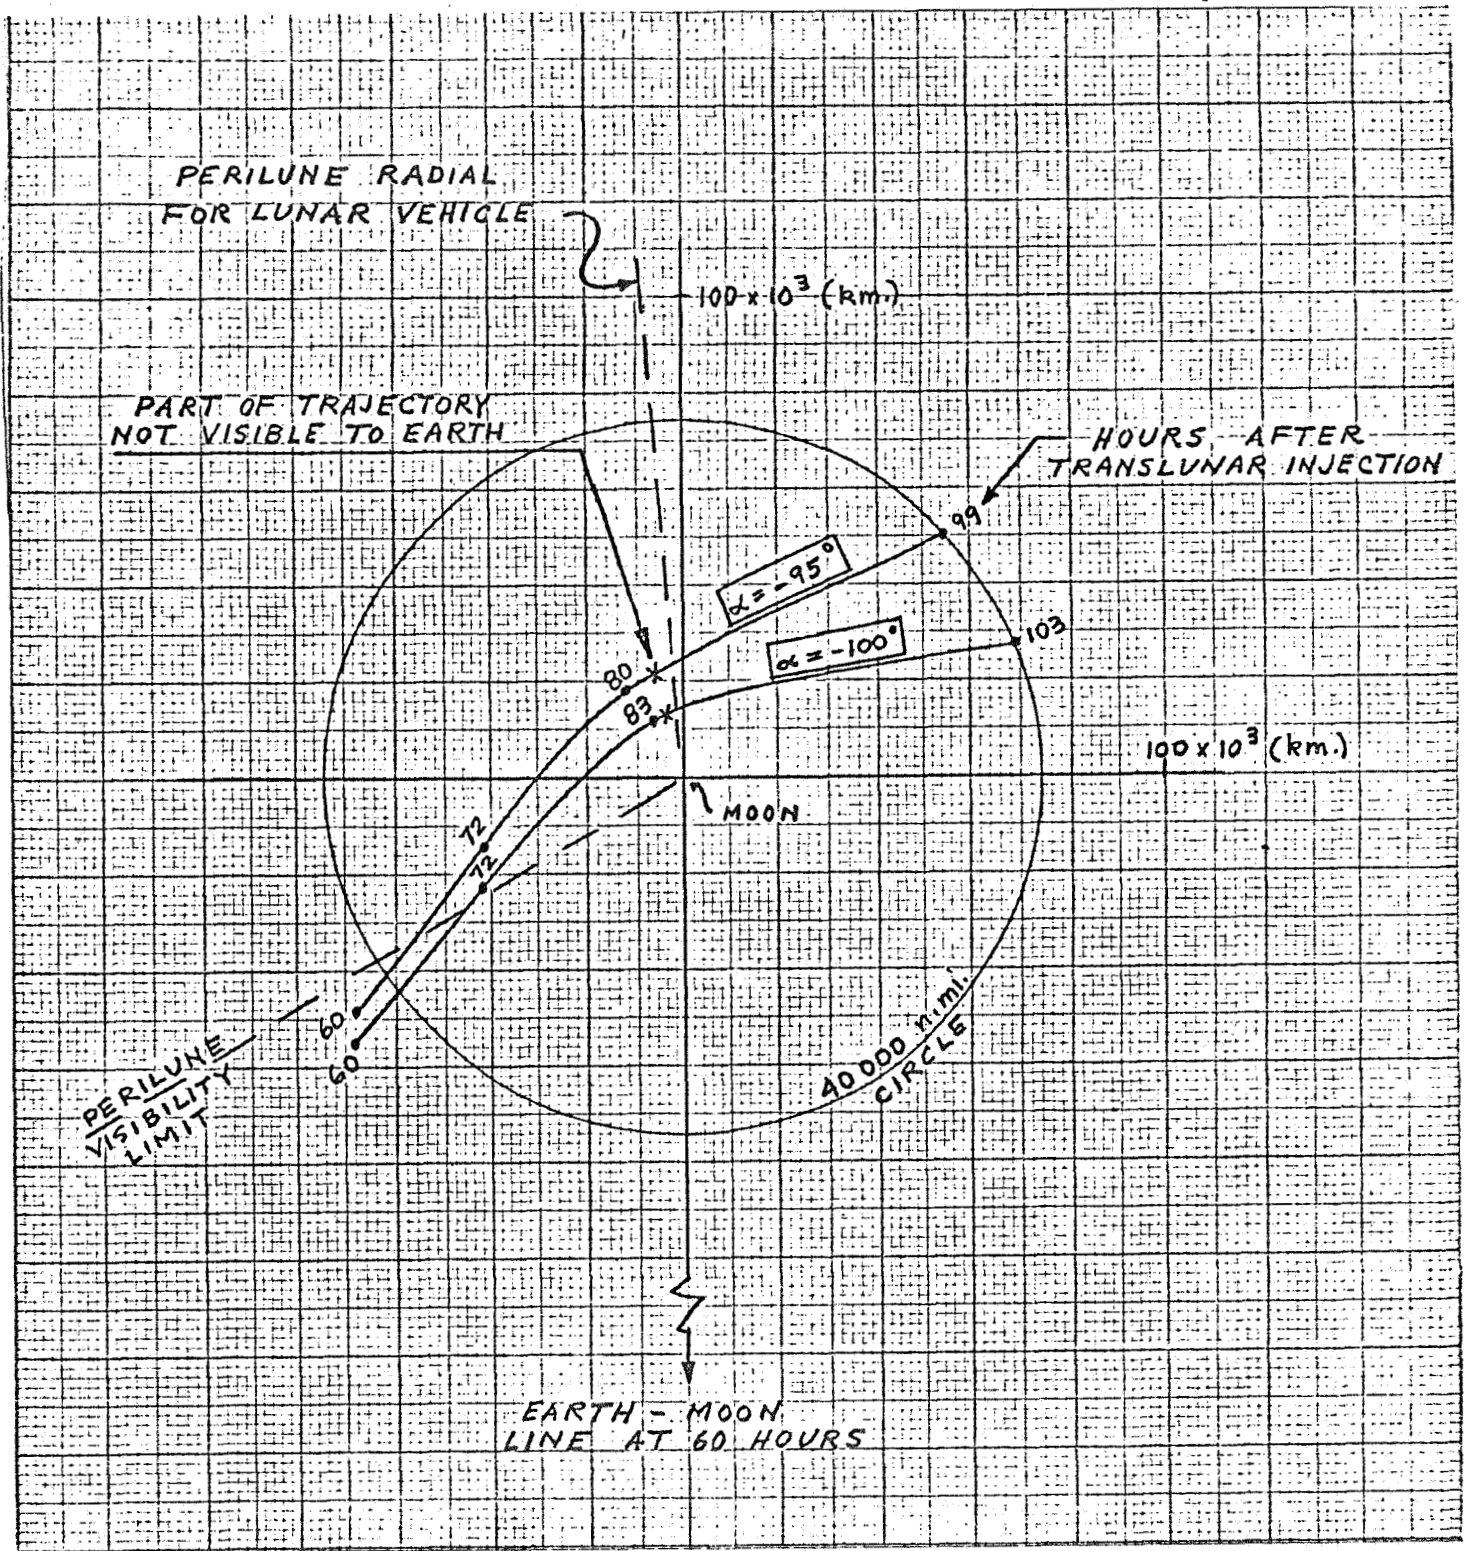 PERILUNE RADIAL
FOR LUNAR VEHICLE
100 x 10³ (km.)
PART OF TRAJECTORY
NOT VISIBLE TO EARTH
HOURS AFTER
TRANSLUNAR INJECTION
99
α = -95°
103
α = -100°
80
83
100 x 10³ (km.)
MOON
72
72
60
60
PERILUNE
VISIBILITY
LIMIT
40 000 n.mi.
CIRCLE
EARTH - MOON
LINE AT 60 HOURS